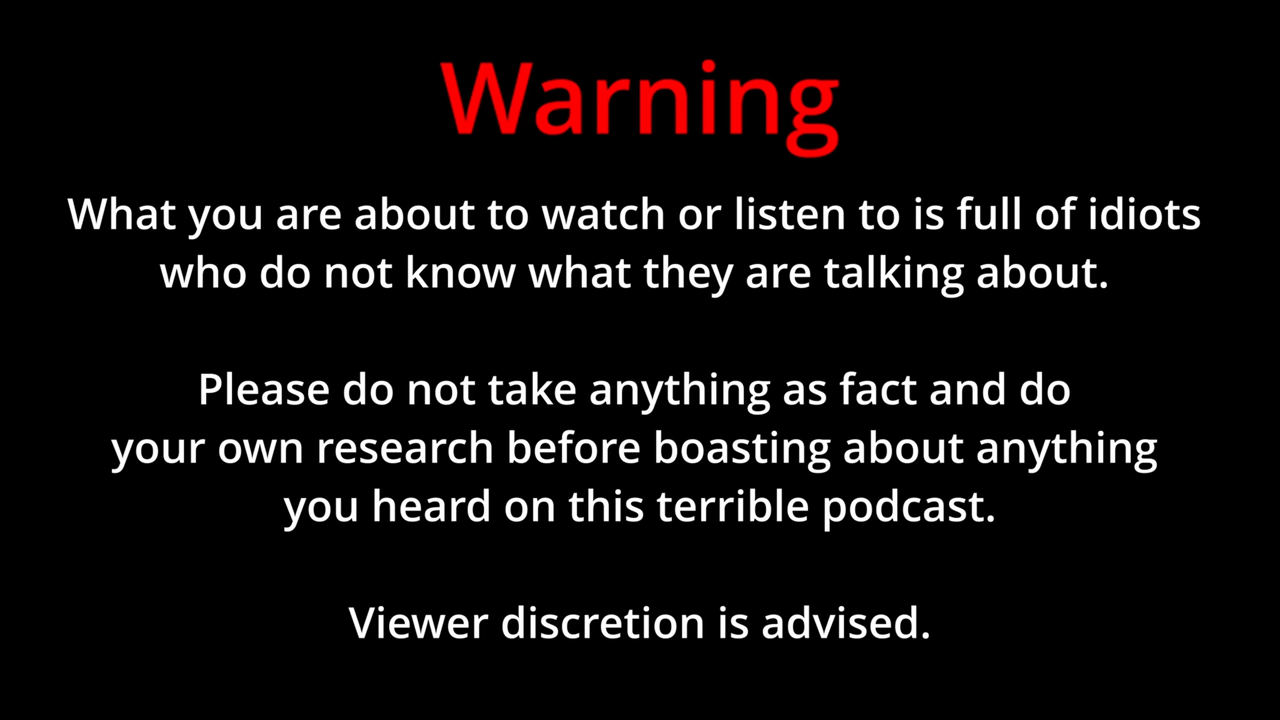 Warning
What you are about to watch or listen to is full of idiots
who do not know what they are talking about.
Please do not take anything as fact and do
your own research before boasting about anything
you heard on this terrible podcast.
Viewer discretion is advised.